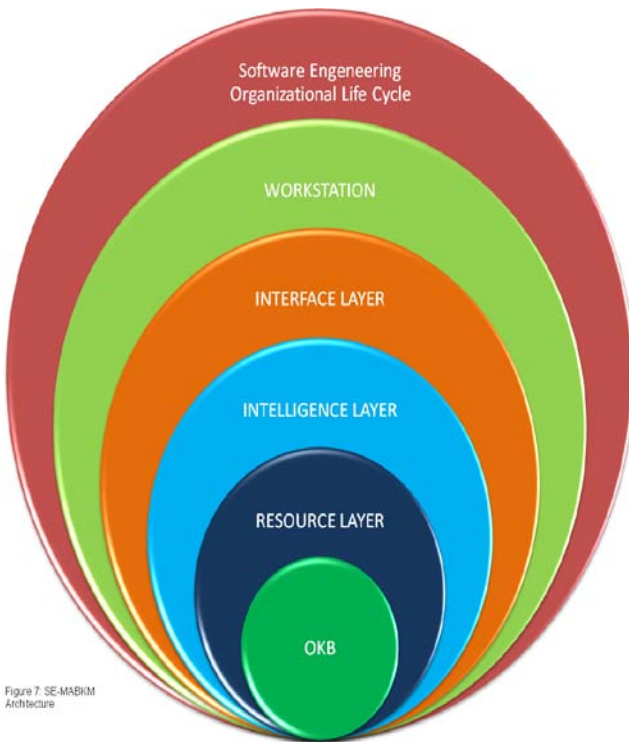 Software Engeneering
Organizational Life Cycle
WORKSTATION
INTERFACE LAYER
INTELLIGENCE LAYER
RESOURCE LAYER
OKB
Figure 7: SE-MABKM
Architecture